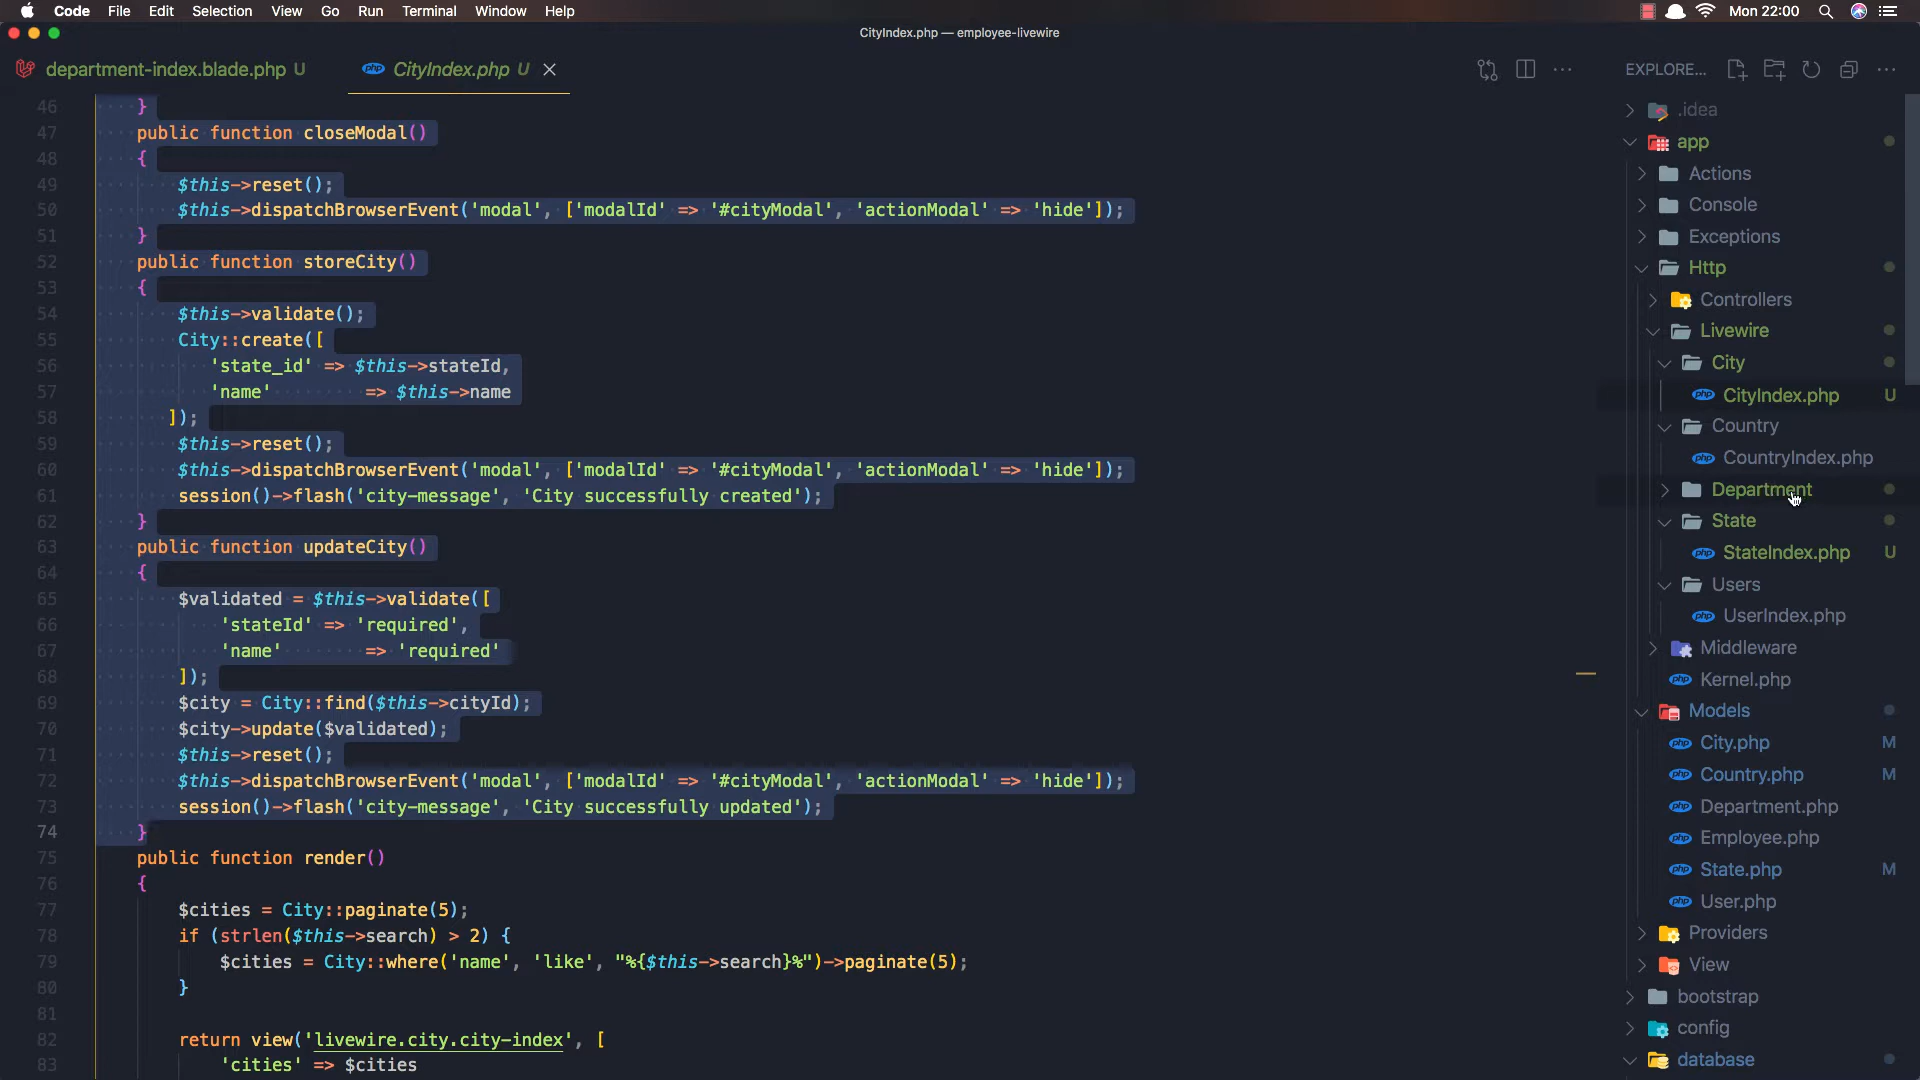 Code File Edit Selection View Go Run Terminal Window Help Mon 22:00
CityIndex.php — employee-livewire
department-index.blade.php U CityIndex.php U EXPLORE...
46 }
47 public function closeModal()
48 {
49 $this->reset();
50 $this->dispatchBrowserEvent('modal', ['modalId' => '#cityModal', 'actionModal' => 'hide']);
51 }
52 public function storeCity()
53 {
54 $this->validate();
55 City::create([
56 'state_id' => $this->stateId,
57 'name' => $this->name
58 ]);
59 $this->reset();
60 $this->dispatchBrowserEvent('modal', ['modalId' => '#cityModal', 'actionModal' => 'hide']);
61 session()->flash('city-message', 'City successfully created');
62 }
63 public function updateCity()
64 {
65 $validated = $this->validate([
66 'stateId' => 'required',
67 'name' => 'required'
68 ]);
69 $city = City::find($this->cityId);
70 $city->update($validated);
71 $this->reset();
72 $this->dispatchBrowserEvent('modal', ['modalId' => '#cityModal', 'actionModal' => 'hide']);
73 session()->flash('city-message', 'City successfully updated');
74 }
75 public function render()
76 {
77 $cities = City::paginate(5);
78 if (strlen($this->search) > 2) {
79 $cities = City::where('name', 'like', "%{$this->search}%")->paginate(5);
80 }
81
82 return view('livewire.city.city-index', [
83 'cities' => $cities
.idea
app
Actions
Console
Exceptions
Http
Controllers
Livewire
City
CityIndex.php U
Country
CountryIndex.php
Department
State
StateIndex.php U
Users
UserIndex.php
Middleware
Kernel.php
Models
City.php M
Country.php M
Department.php
Employee.php
State.php M
User.php
Providers
View
bootstrap
config
database